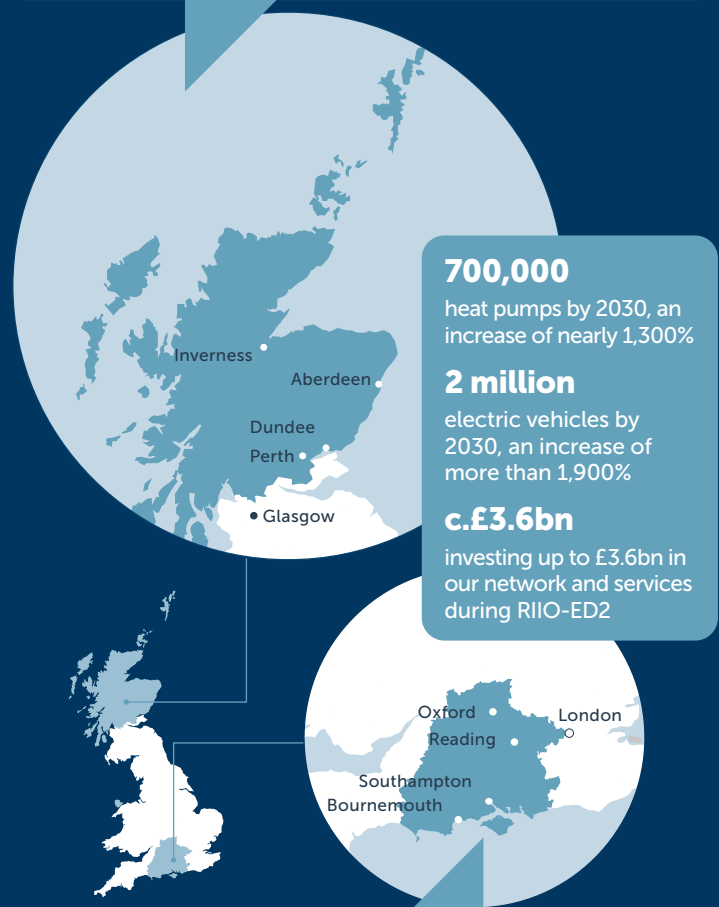 Inverness
Aberdeen
Dundee
Perth
Glasgow
700,000
heat pumps by 2030, an
increase of nearly 1,300%
2 million
electric vehicles by
2030, an increase of
more than 1,900%
c.£3.6bn
investing up to £3.6bn in
our network and services
during RIIO-ED2
Oxford
London
Reading
Southampton
Bournemouth